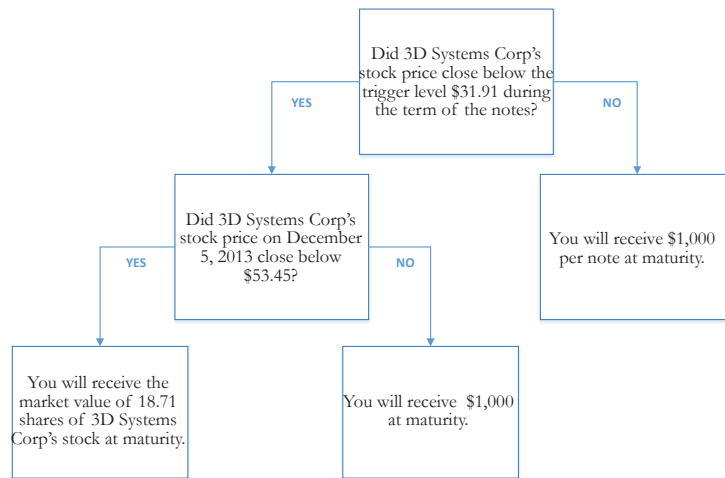 Did 3D Systems Corp's
stock price close below the
trigger level $31.91 during
the term of the notes?
YES
NO
Did 3D Systems Corp's
stock price on December
5, 2013 close below
$53.45?
You will receive $1,000
per note at maturity.
YES
NO
You will receive the
market value of 18.71
shares of 3D Systems
Corp's stock at maturity.
You will receive  $1,000
at maturity.